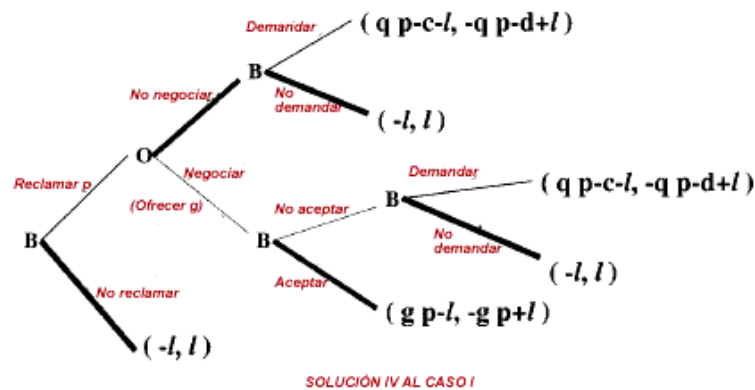 Demandar
( q p-c-l, -q p-d+l )
B
No negociar
No
demandar
( -l, l )
O
Reclamar p
Negociar
(Ofrecer g)
Demandar
( q p-c-l, -q p-d+l )
No aceptar
B
B
B
No
demandar
( -l, l )
No reclamar
Aceptar
( g p-l, -g p+l )
( -l, l )
SOLUCIÓN IV AL CASO I